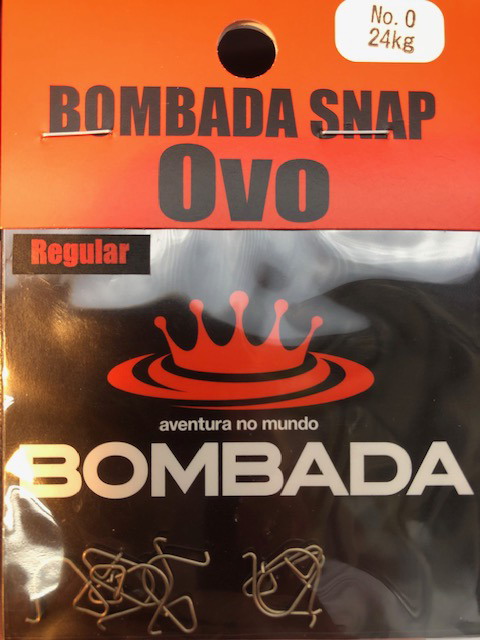 No. 0
24kg
BOMBADA SNAP
Ovo
Regular
aventura no mundo
BOMBADA